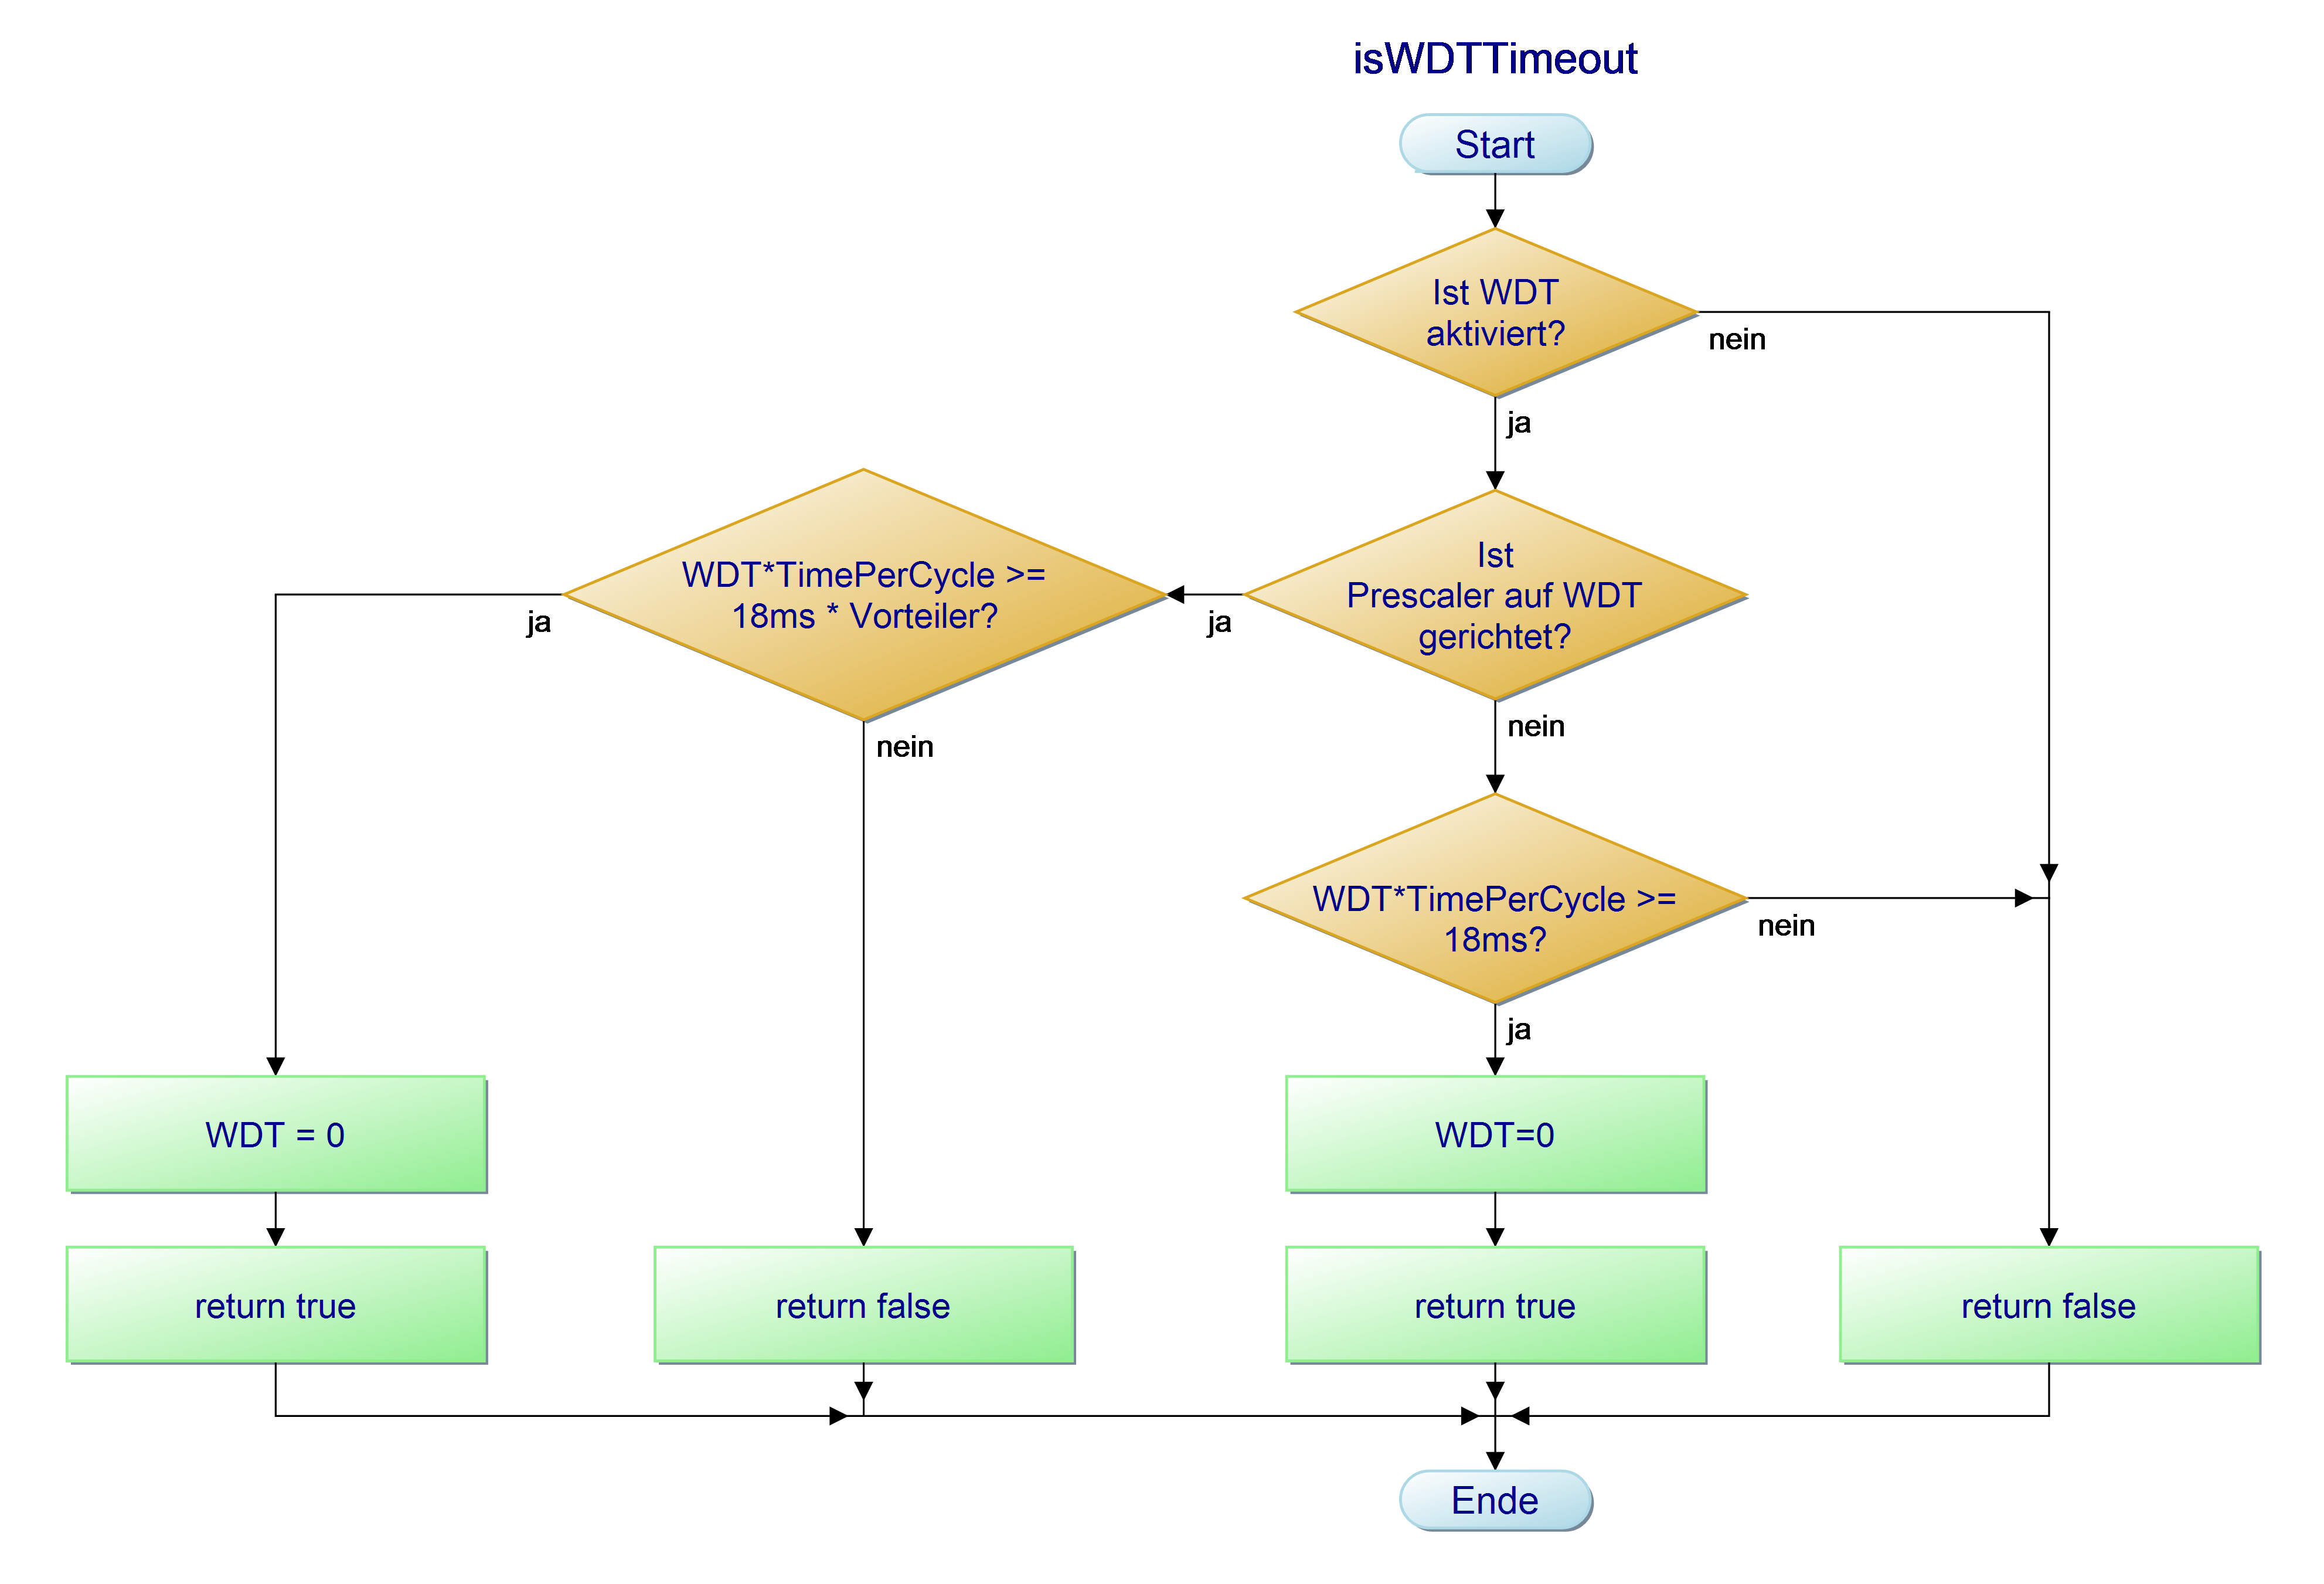 isWDTTimeout
Start
Ist WDT
aktiviert?
nein
ja
Ist
Prescaler auf WDT
gerichtet?
ja
nein
WDT*TimePerCycle >=
18ms * Vorteiler?
ja
nein
WDT*TimePerCycle >=
18ms?
nein
ja
WDT = 0
WDT=0
return true
return false
return true
return false
Ende